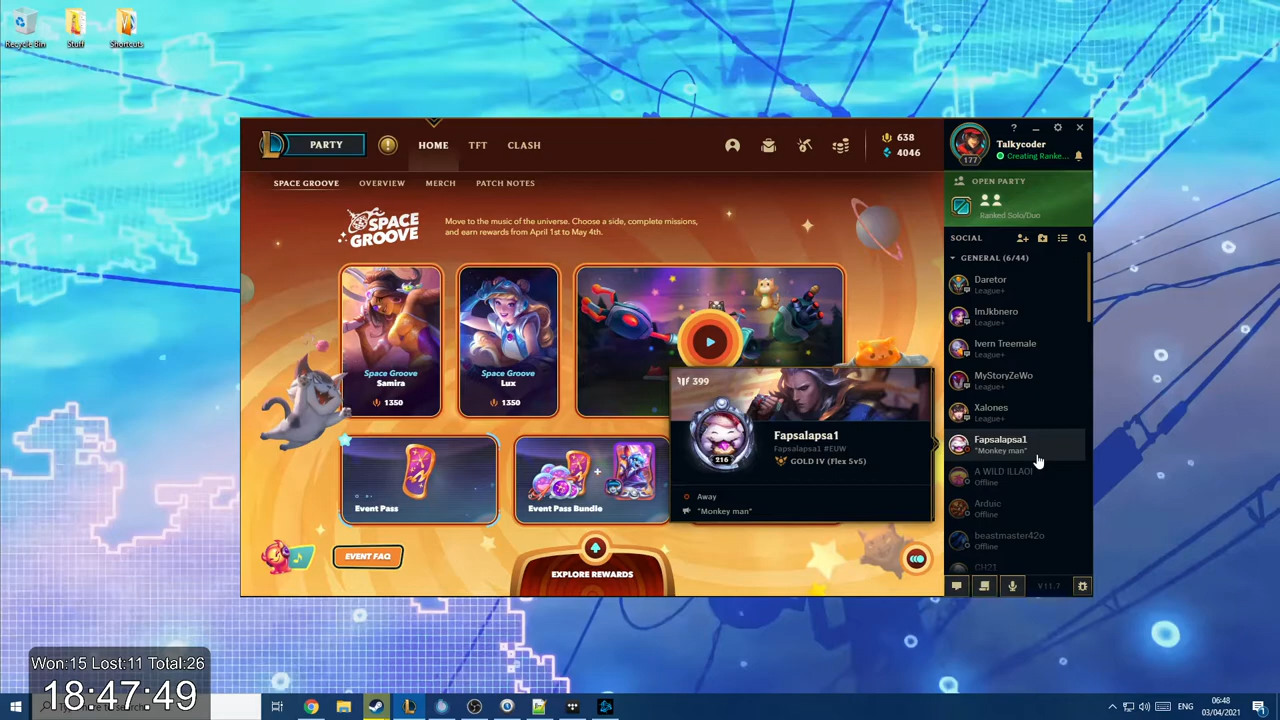 Recycle Bin
Stuff
Shortcuts
PARTY
HOME
TFT
CLASH
638
4046
SPACE GROOVE
OVERVIEW
MERCH
PATCH NOTES
SPACE GROOVE
Move to the music of the universe. Choose a side, complete missions,
and earn rewards from April 1st to May 4th.
Space Groove
Samira
1350
Space Groove
Lux
1350
Event Pass
Event Pass Bundle
EVENT FAQ
EXPLORE REWARDS
399
216
Fapsalapsa1
Fapsalapsa1 #EUW
GOLD IV (Flex 5v5)
Away
"Monkey man"
177
Talkycoder
Creating Ranke...
OPEN PARTY
Ranked Solo/Duo
SOCIAL
GENERAL (6/44)
Daretor
League+
ImJkbnero
League+
Ivern Treemale
League+
MyStoryZeWo
League+
Xalones
League+
Fapsalapsa1
"Monkey man"
A WILD ILLAOI
Offline
Arduic
Offline
beastmaster42o
Offline
GH21
V11.7
Won:15 Lost:11 Total:26
18:47:49
ENG
06:48
03/04/2021
1